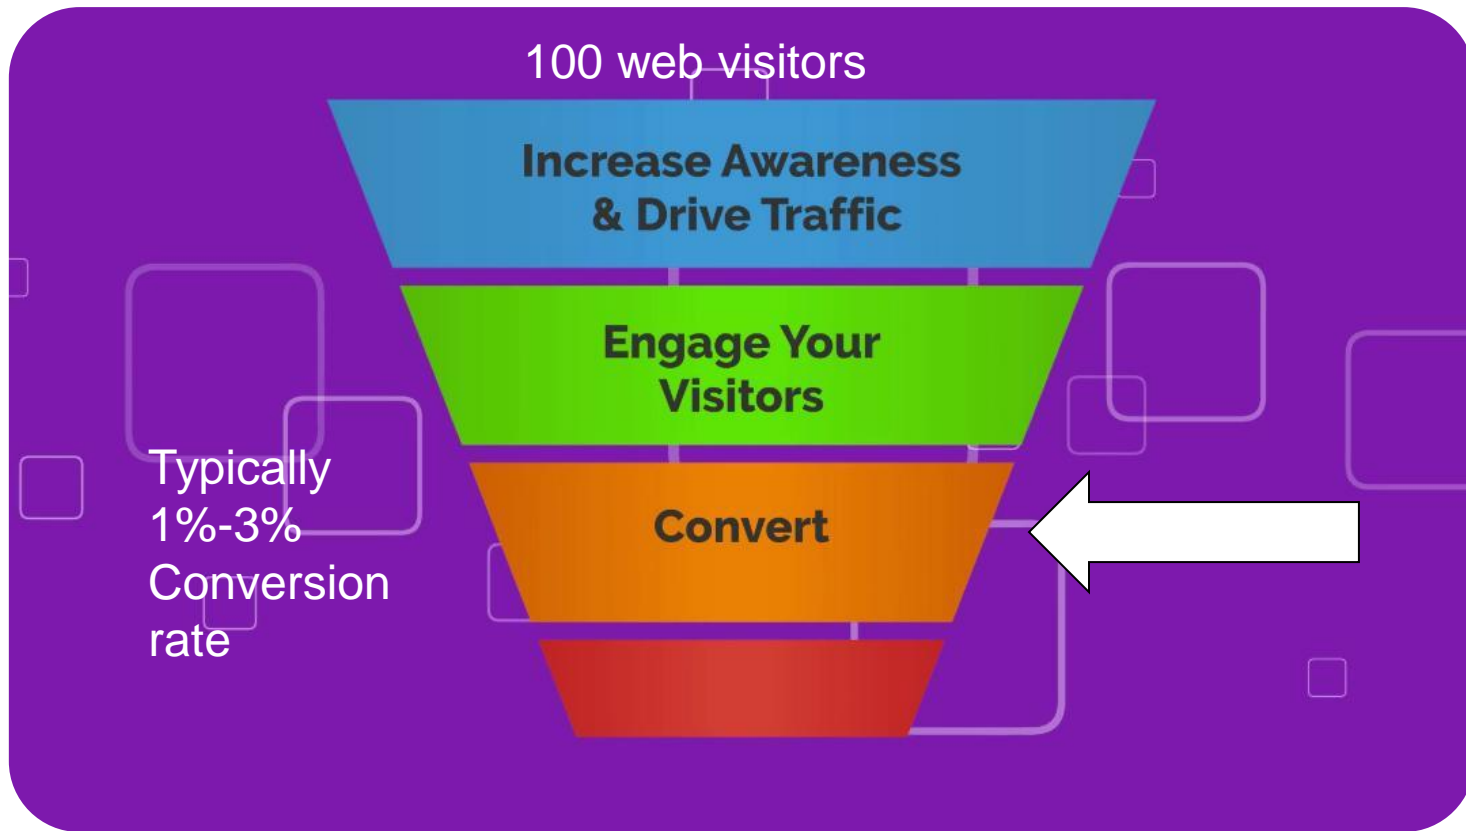 100 web visitors
Increase Awareness
& Drive Traffic
Engage Your
Visitors
Typically
1%-3%
Conversion
rate
Convert